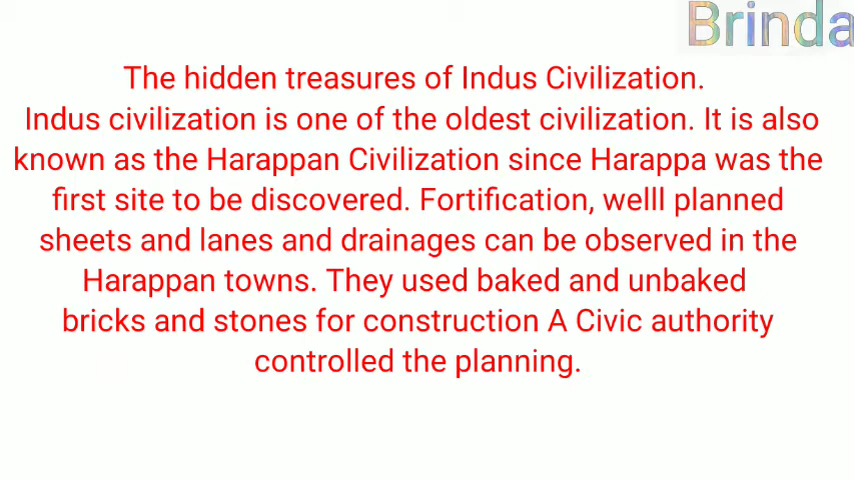 Brinda
The hidden treasures of Indus Civilization.
Indus civilization is one of the oldest civilization. It is also
known as the Harappan Civilization since Harappa was the
first site to be discovered. Fortification, welll planned
sheets and lanes and drainages can be observed in the
Harappan towns. They used baked and unbaked
bricks and stones for construction A Civic authority
controlled the planning.